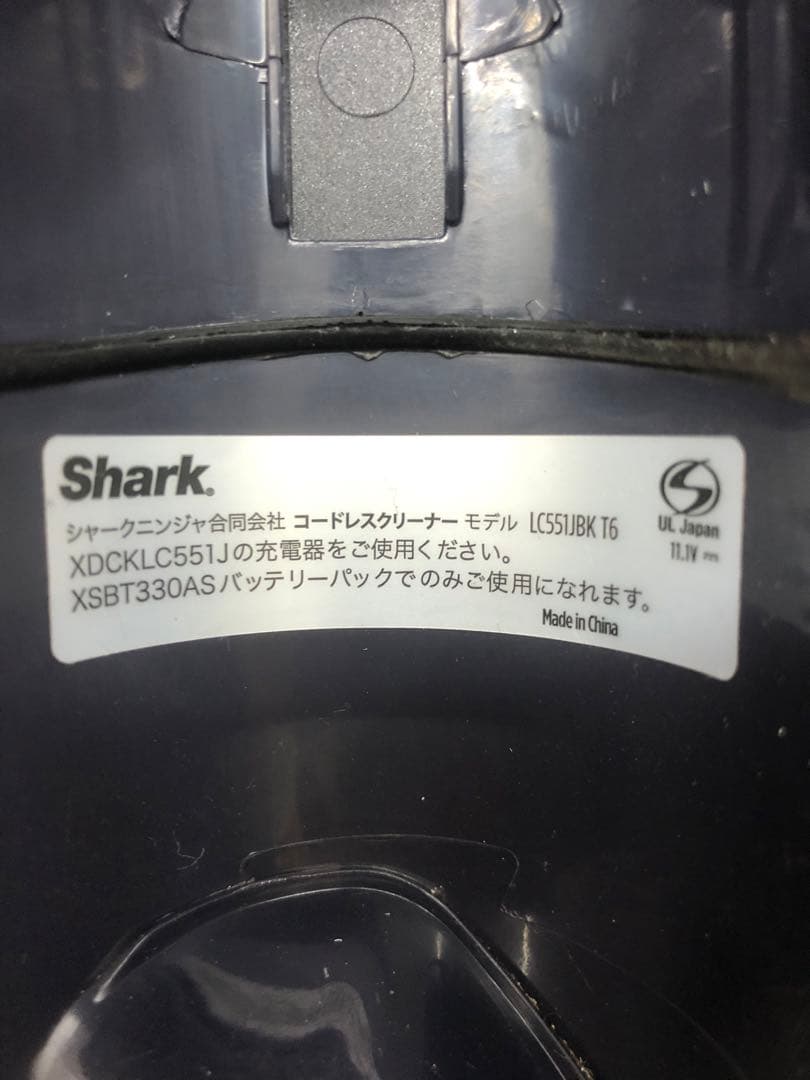 Shark.
シャークニンジャ合同会社 コードレスクリーナー モデル LC551JBK T6
XDCKLC551Jの充電器をご使用ください。
XSBT330ASバッテリーパックでのみご使用になれます。
Made in China
UL Japan
11.1V ⎓